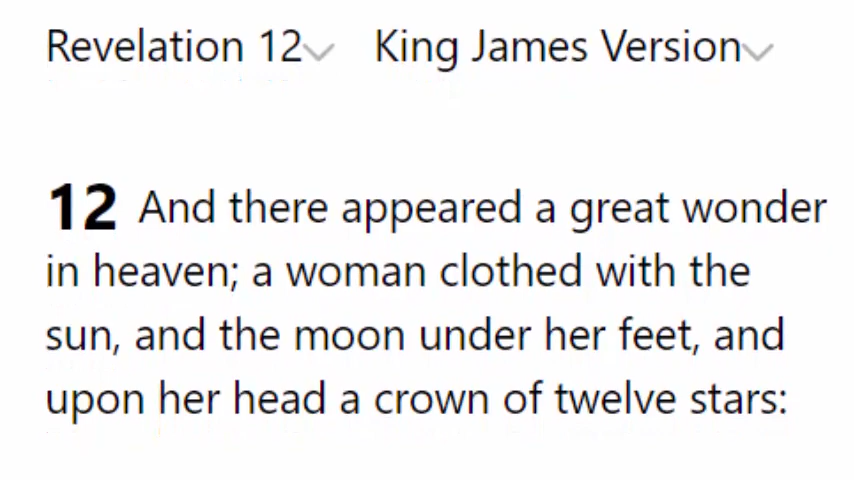 Revelation 12 King James Version
12 And there appeared a great wonder
in heaven; a woman clothed with the
sun, and the moon under her feet, and
upon her head a crown of twelve stars: